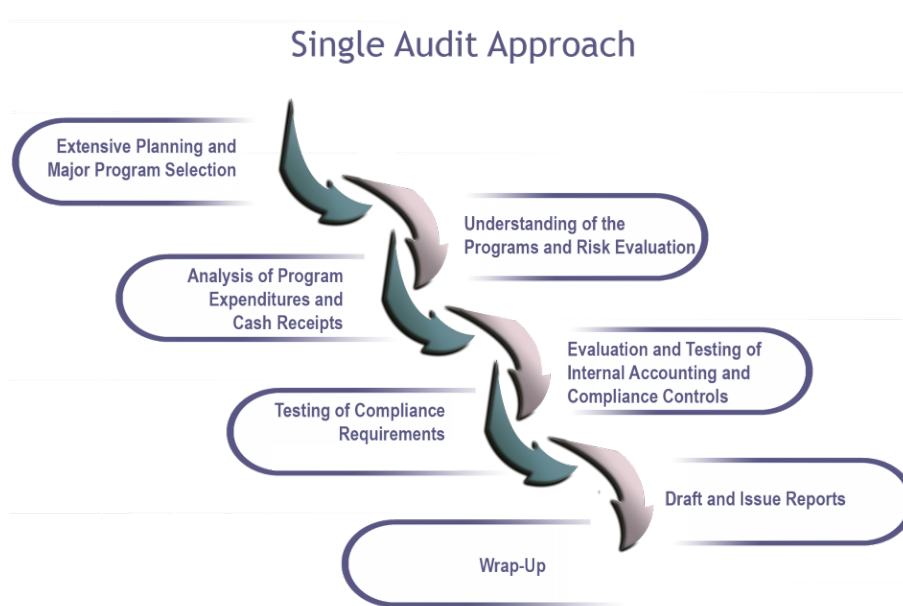 Single Audit Approach
Extensive Planning and
Major Program Selection
Understanding of the
Programs and Risk Evaluation
Analysis of Program
Expenditures and
Cash Receipts
Evaluation and Testing of
Internal Accounting and
Compliance Controls
Testing of Compliance
Requirements
Draft and Issue Reports
Wrap-Up